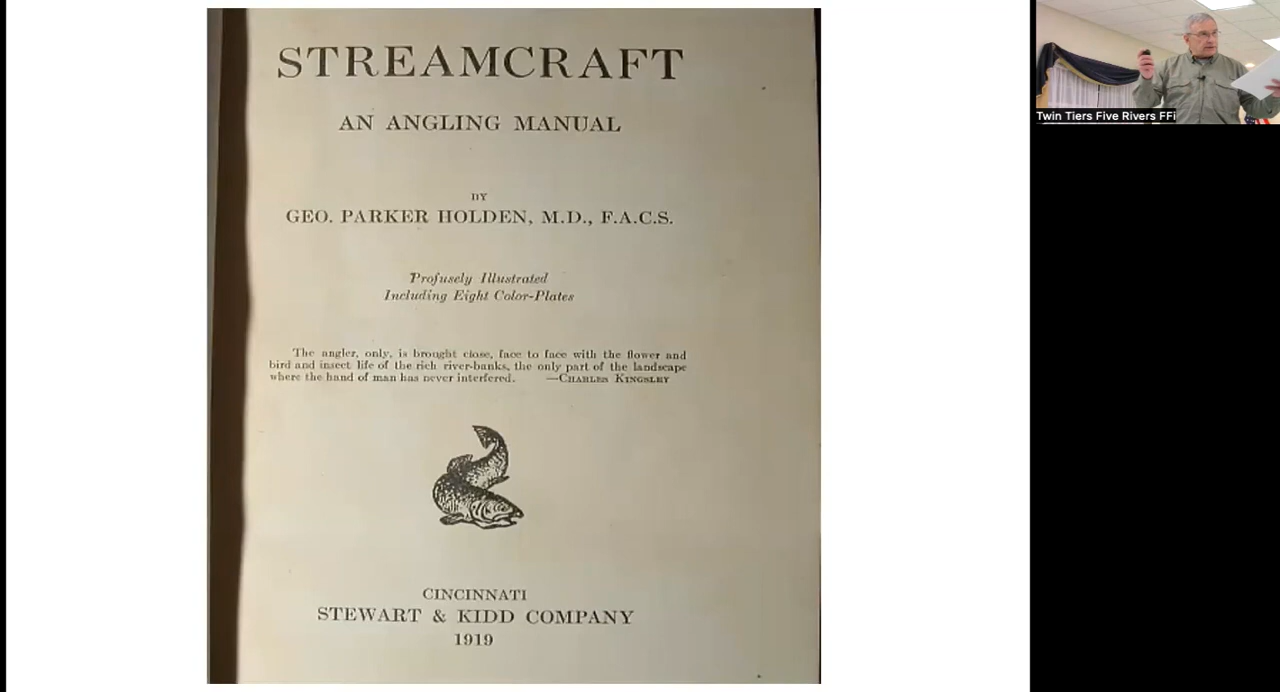 STREAMCRAFT
AN ANGLING MANUAL
BY
GEO. PARKER HOLDEN, M.D., F.A.C.S.
Profusely Illustrated
Including Eight Color-Plates
The angler, only, is brought close, face to face with the flower and
bird and insect life of the rich river-banks, the only part of the landscape
where the hand of man has never interfered. —CHARLES KINGSLEY
CINCINNATI
STEWART & KIDD COMPANY
1919
Twin Tiers Five Rivers FFi